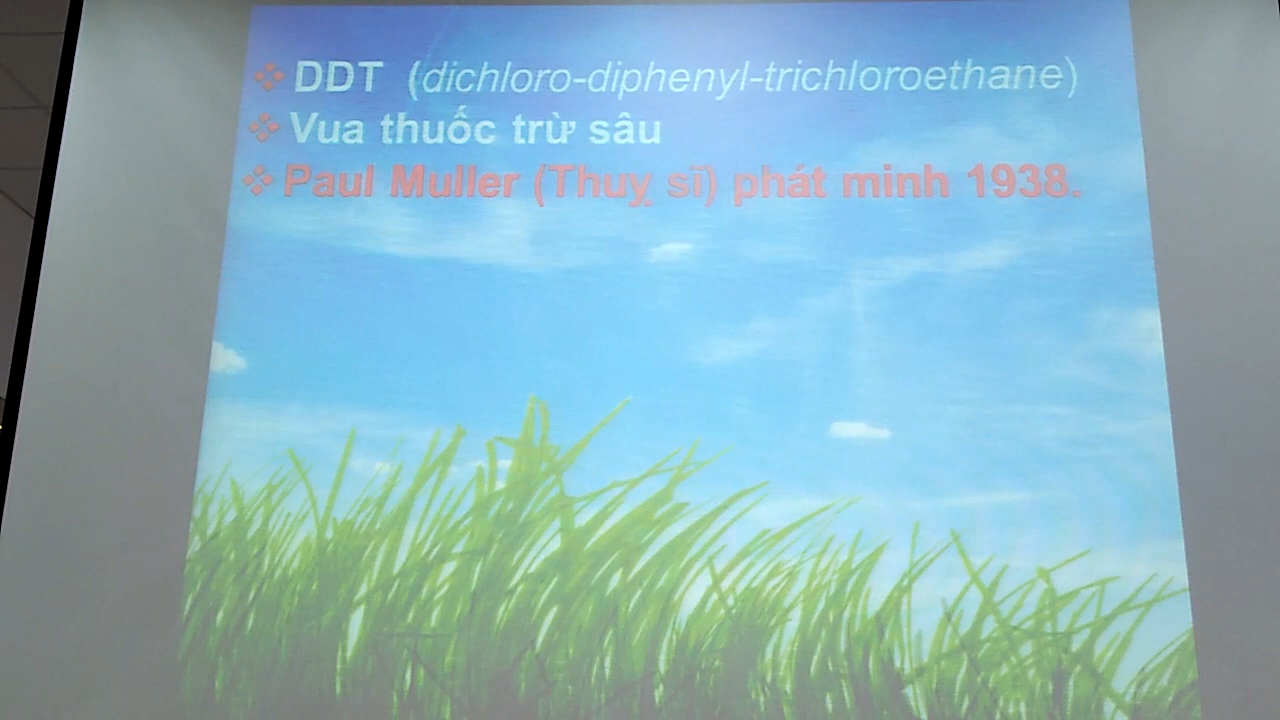 DDT (dichloro-diphenyl-trichloroethane)
Vua thuốc trừ sâu
Paul Muller (Thuỵ sĩ) phát minh 1938.